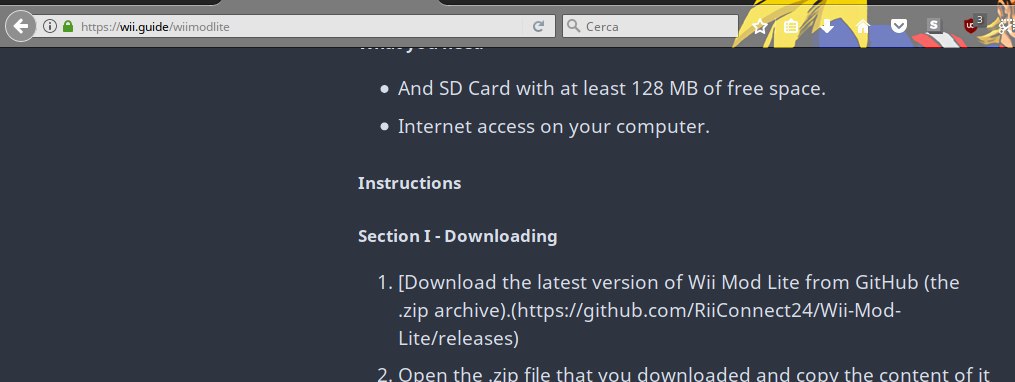 https://wii.guide/wiimodlite
Cerca
S
3
And SD Card with at least 128 MB of free space.
Internet access on your computer.
Instructions
Section I - Downloading
1. [Download the latest version of Wii Mod Lite from GitHub (the
.zip archive).(https://github.com/RiiConnect24/Wii-Mod-
Lite/releases)
2. Open the .zip file that you downloaded and copy the content of it